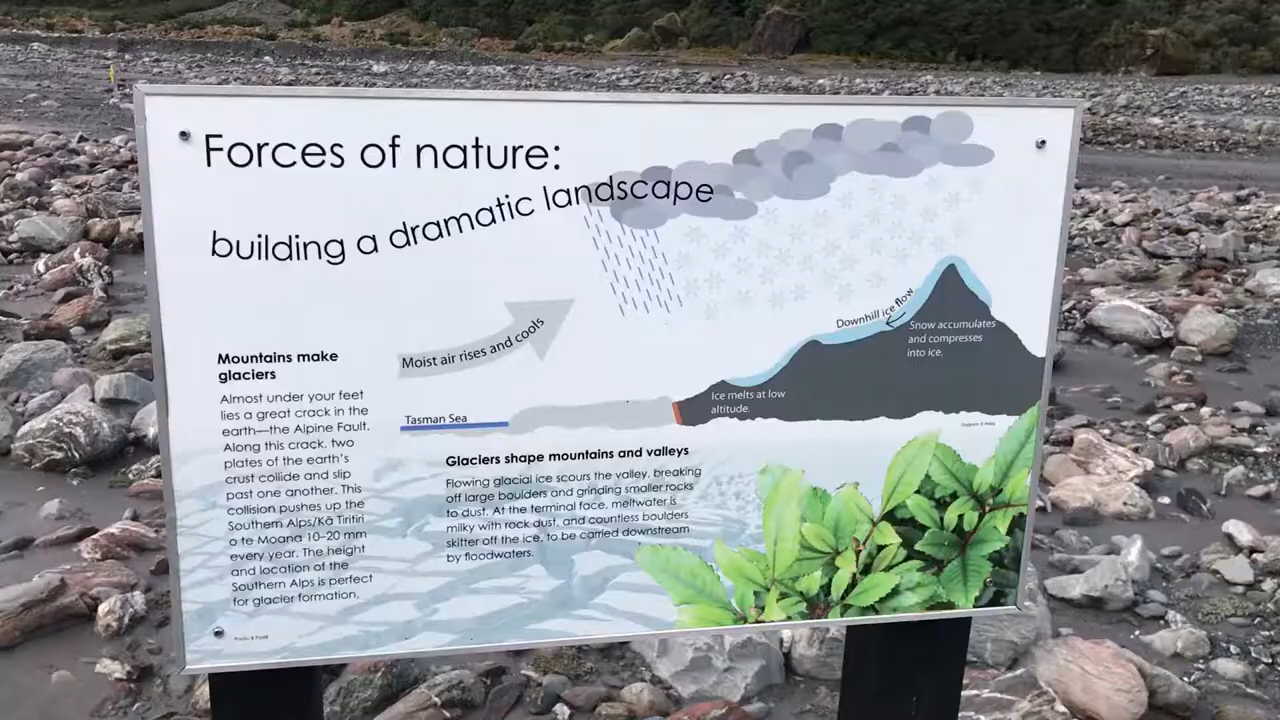 Forces of nature:
building a dramatic landscape
Moist air rises and cools
Downhill ice flow
Snow accumulates
and compresses
into ice.
Ice melts at low
altitude.
Tasman Sea
Mountains make
glaciers
Almost under your feet
lies a great crack in the
earth—the Alpine Fault.
Along this crack, two
plates of the earth's
crust collide and slip
past one another. This
collision pushes up the
Southern Alps/Kā Tiritiri
o te Moana 10–20 mm
every year. The height
and location of the
Southern Alps is perfect
for glacier formation.
Glaciers shape mountains and valleys
Flowing glacial ice scours the valley, breaking
off large boulders and grinding smaller rocks
to dust. At the terminal face, meltwater is
milky with rock dust, and countless boulders
skitter off the ice, to be carried downstream
by floodwaters.